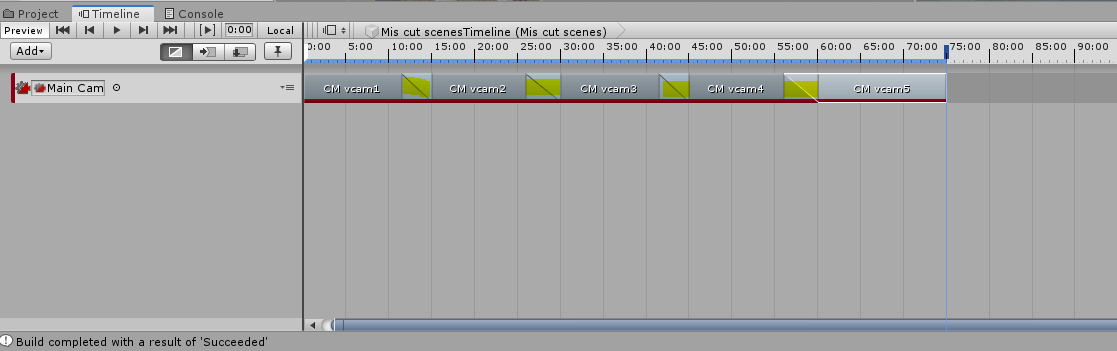 Project Timeline Console
Preview 0:00 Local Mis cut scenesTimeline (Mis cut scenes)
Add 0:00 5:00 10:00 15:00 20:00 25:00 30:00 35:00 40:00 45:00 50:00 55:00 60:00 65:00 70:00 75:00 80:00 85:00 90:00
Main Cam CM vcam1 CM vcam2 CM vcam3 CM vcam4 CM vcam5
Build completed with a result of 'Succeeded'